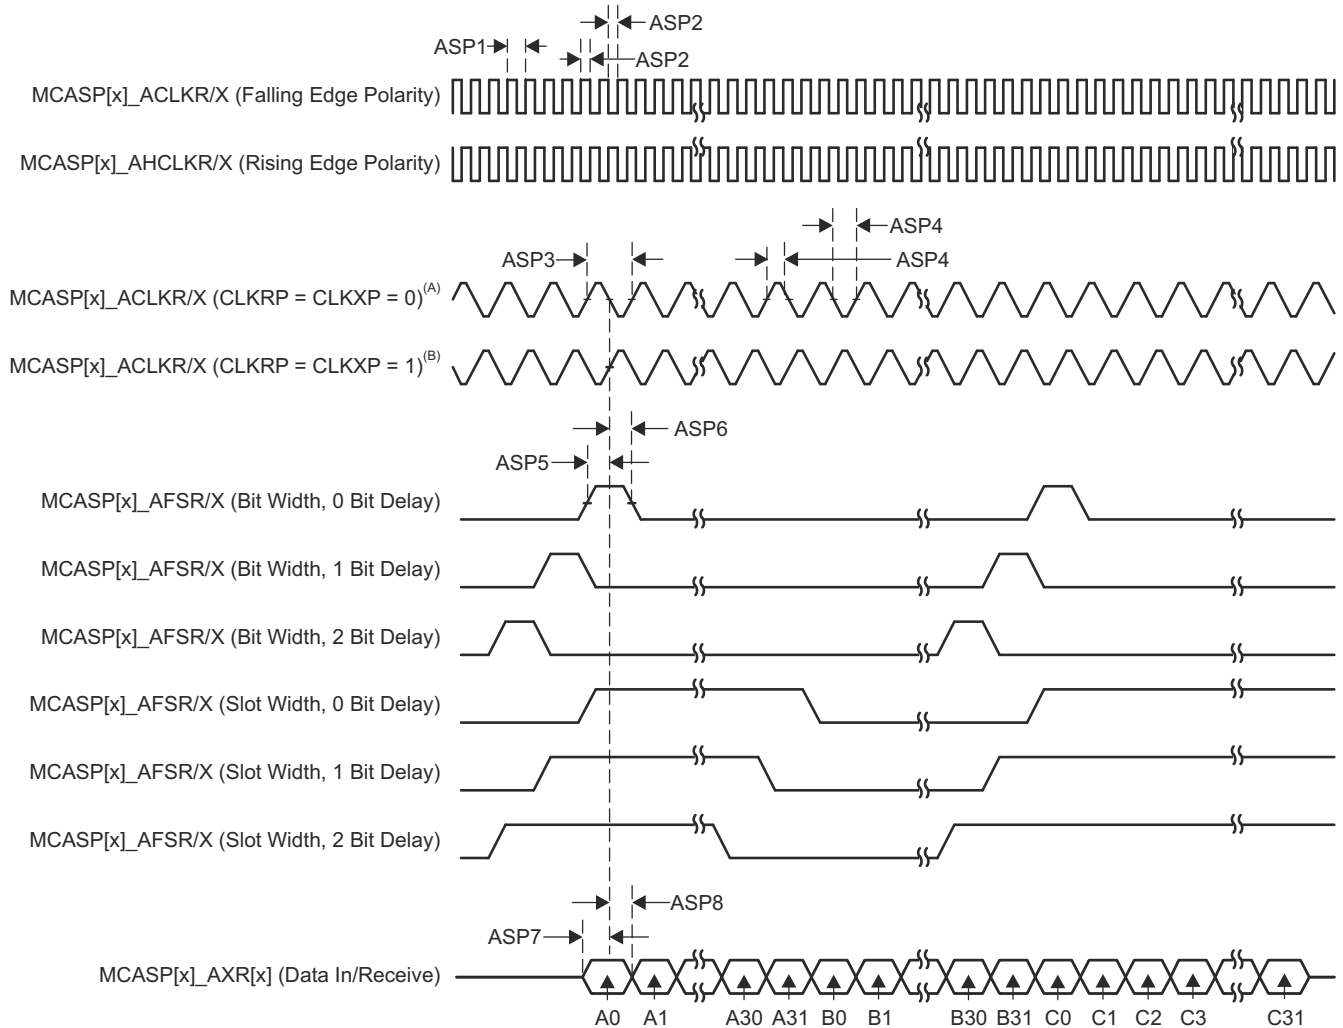 ASP2
ASP1
ASP2
MCASP[x]_ACLKR/X (Falling Edge Polarity)
MCASP[x]_AHCLKR/X (Rising Edge Polarity)
ASP4
ASP3
ASP4
MCASP[x]_ACLKR/X (CLKRP = CLKXP = 0)(A)
MCASP[x]_ACLKR/X (CLKRP = CLKXP = 1)(B)
ASP6
ASP5
MCASP[x]_AFSR/X (Bit Width, 0 Bit Delay)
MCASP[x]_AFSR/X (Bit Width, 1 Bit Delay)
MCASP[x]_AFSR/X (Bit Width, 2 Bit Delay)
MCASP[x]_AFSR/X (Slot Width, 0 Bit Delay)
MCASP[x]_AFSR/X (Slot Width, 1 Bit Delay)
MCASP[x]_AFSR/X (Slot Width, 2 Bit Delay)
ASP8
ASP7
MCASP[x]_AXR[x] (Data In/Receive)
A0 A1 A30 A31 B0 B1 B30 B31 C0 C1 C2 C3 C31